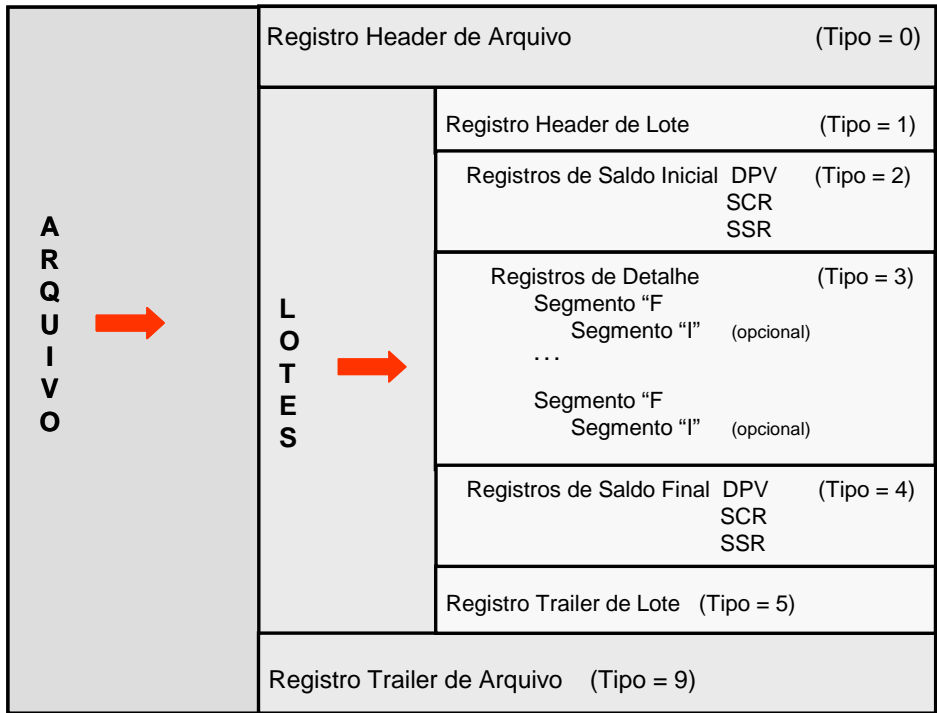 ARQUIVO
Registro Header de Arquivo (Tipo = 0)
LOTES
Registro Header de Lote (Tipo = 1)
Registros de Saldo Inicial DPV (Tipo = 2)
SCR
SSR
Registros de Detalhe (Tipo = 3)
Segmento “F
Segmento “I” (opcional)
...
Segmento “F
Segmento “I” (opcional)
Registros de Saldo Final DPV (Tipo = 4)
SCR
SSR
Registro Trailer de Lote (Tipo = 5)
Registro Trailer de Arquivo (Tipo = 9)